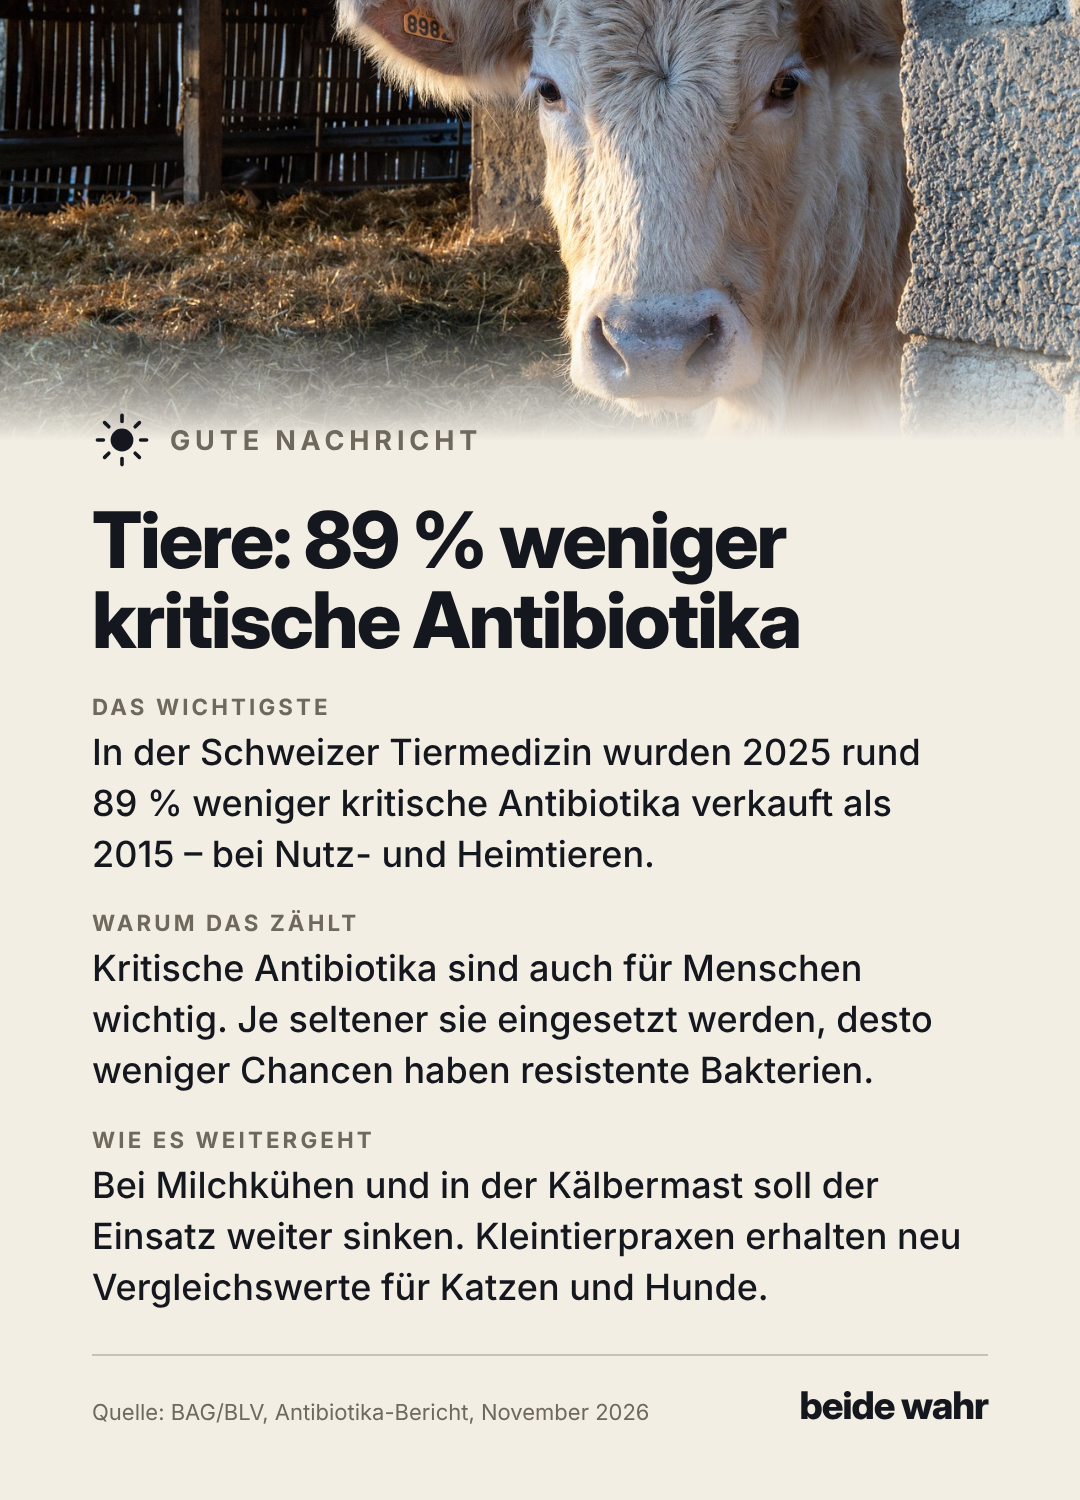 898
GUTE NACHRICHT
Tiere: 89 % weniger
kritische Antibiotika
DAS WICHTIGSTE
In der Schweizer Tiermedizin wurden 2025 rund
89 % weniger kritische Antibiotika verkauft als
2015 – bei Nutz- und Heimtieren.
WARUM DAS ZÄHLT
Kritische Antibiotika sind auch für Menschen
wichtig. Je seltener sie eingesetzt werden, desto
weniger Chancen haben resistente Bakterien.
WIE ES WEITERGEHT
Bei Milchkühen und in der Kälbermast soll der
Einsatz weiter sinken. Kleintierpraxen erhalten neu
Vergleichswerte für Katzen und Hunde.
Quelle: BAG/BLV, Antibiotika-Bericht, November 2026
beide wahr